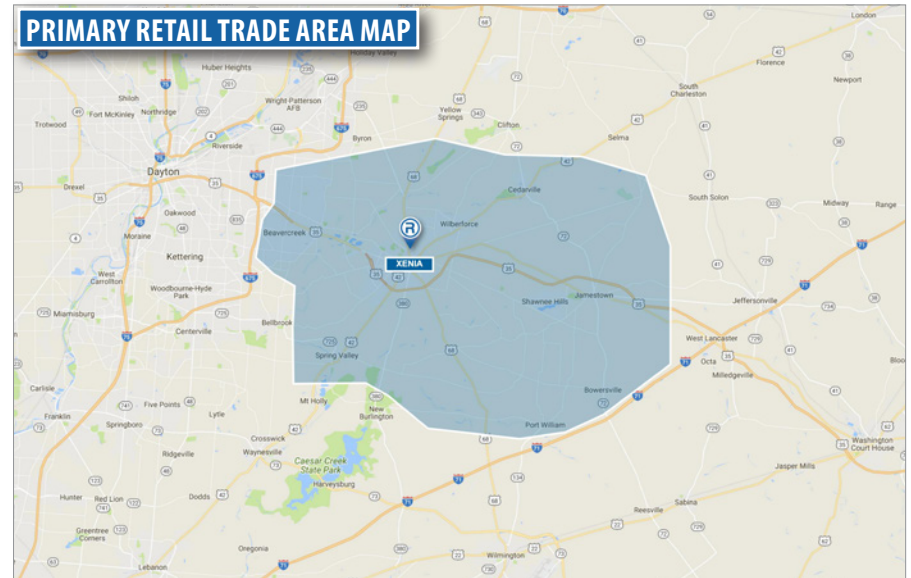 PRIMARY RETAIL TRADE AREA MAP
London
Florence
Newport
Huber Heights
Holiday Valley
South
Charleston
Shiloh
Fort McKinley
Northridge
Wright-Patterson
AFB
Yellow
Springs
Clifton
Trotwood
Riverside
Byron
Selma
Dayton
Drexel
Cedarville
South Solon
Midway
Range
Oakwood
Moraine
Beavercreek
Wilberforce
R
XENIA
Kettering
West
Carrollton
Woodbourne-Hyde
Park
Shawnee Hills
Jamestown
Jeffersonville
Miamisburg
Centerville
Bellbrook
Spring Valley
West Lancaster
Octa
Milledgeville
Bloo
Carlisle
Bowersville
Mt Holly
New
Burlington
Franklin
Five Points
Lytle
Springboro
Port William
Crosswick
Waynesville
Washington
Court House
Ridgeville
Caesar Creek
State Park
Harveysburg
Jasper Mills
Hunter
Red Lion
Dodds
Sabina
Reesville
Greentree
Corners
Oregonia
Wilmington
Lebanon